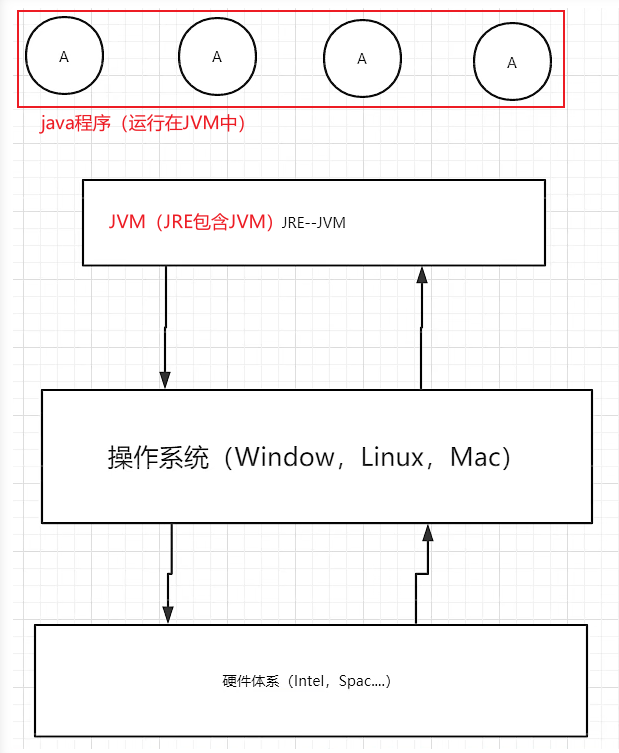 A A A A
java程序（运行在JVM中）
JVM（JRE包含JVM）JRE--JVM
操作系统（Window，Linux，Mac）
硬件体系（Intel，Spac....）